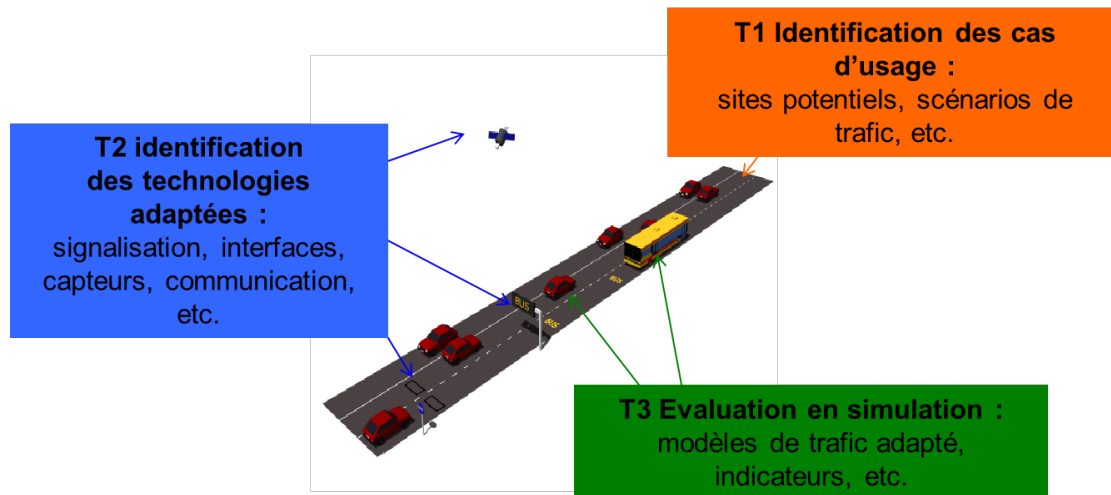 T1 Identification des cas
d’usage :
sites potentiels, scénarios de
trafic, etc.
T2 identification
des technologies
adaptées :
signalisation, interfaces,
capteurs, communication,
etc.
BUS
BUS
BUS
T3 Evaluation en simulation :
modèles de trafic adapté,
indicateurs, etc.